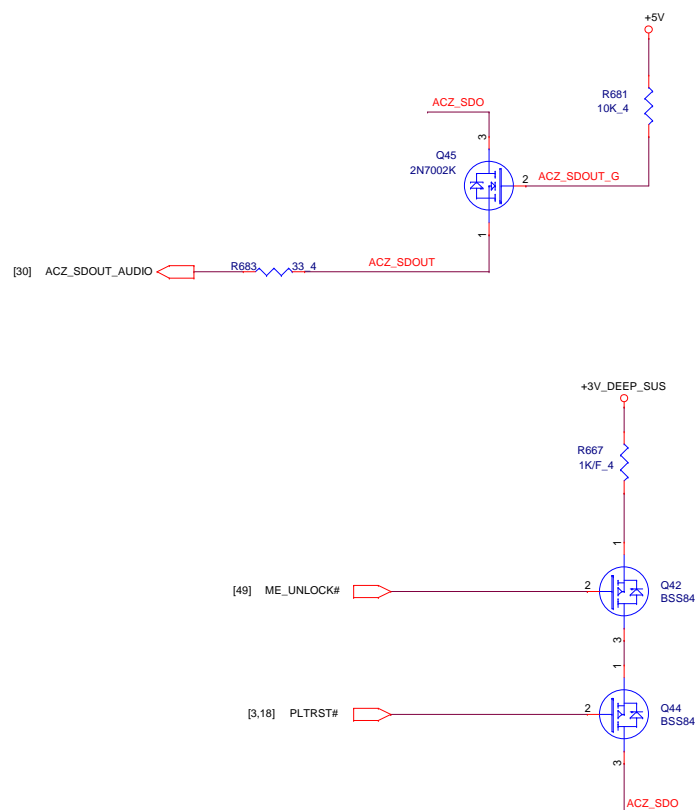 +5V
ACZ_SDO
R681
10K_4
3
Q45
2N7002K
2
ACZ_SDOUT_G
1
[30] ACZ_SDOUT_AUDIO
R683
33_4
ACZ_SDOUT
+3V_DEEP_SUS
R667
1K/F_4
1
[49] ME_UNLOCK#
2
Q42
BSS84
3
1
[3,18] PLTRST#
2
Q44
BSS84
3
ACZ_SDO